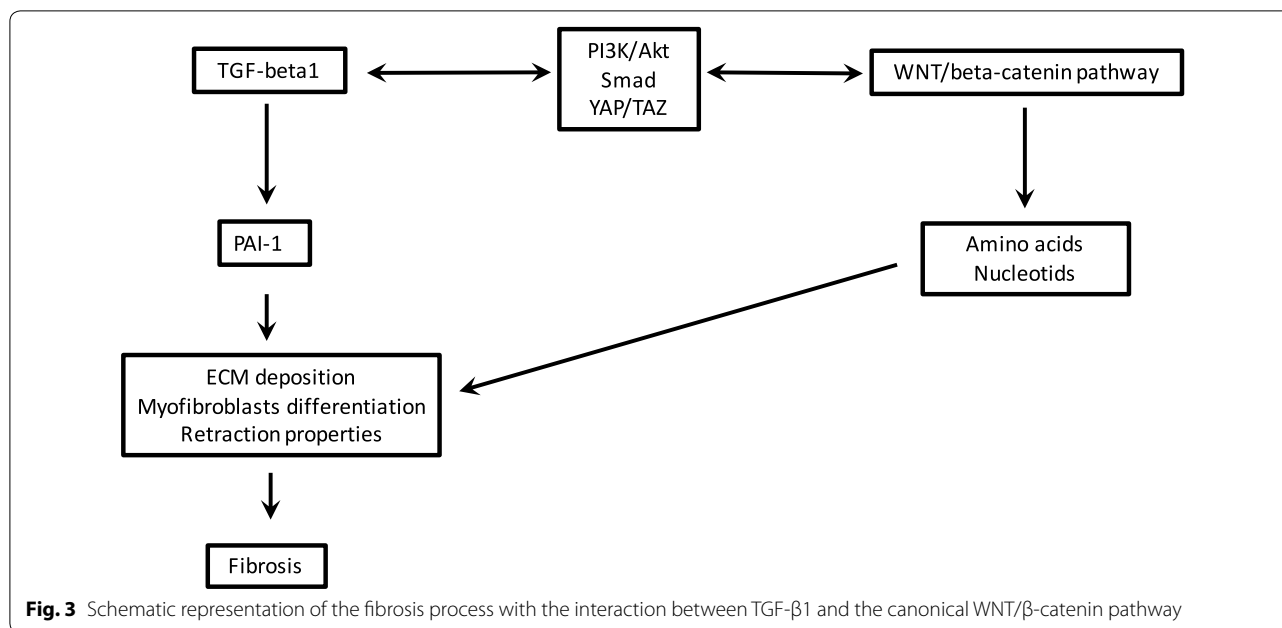 TGF-beta1
PI3K/Akt
Smad
YAP/TAZ
WNT/beta-catenin pathway
PAI-1
Amino acids
Nucleotids
ECM deposition
Myofibroblasts differentiation
Retraction properties
Fibrosis
Fig. 3 Schematic representation of the fibrosis process with the interaction between TGF-β1 and the canonical WNT/β-catenin pathway